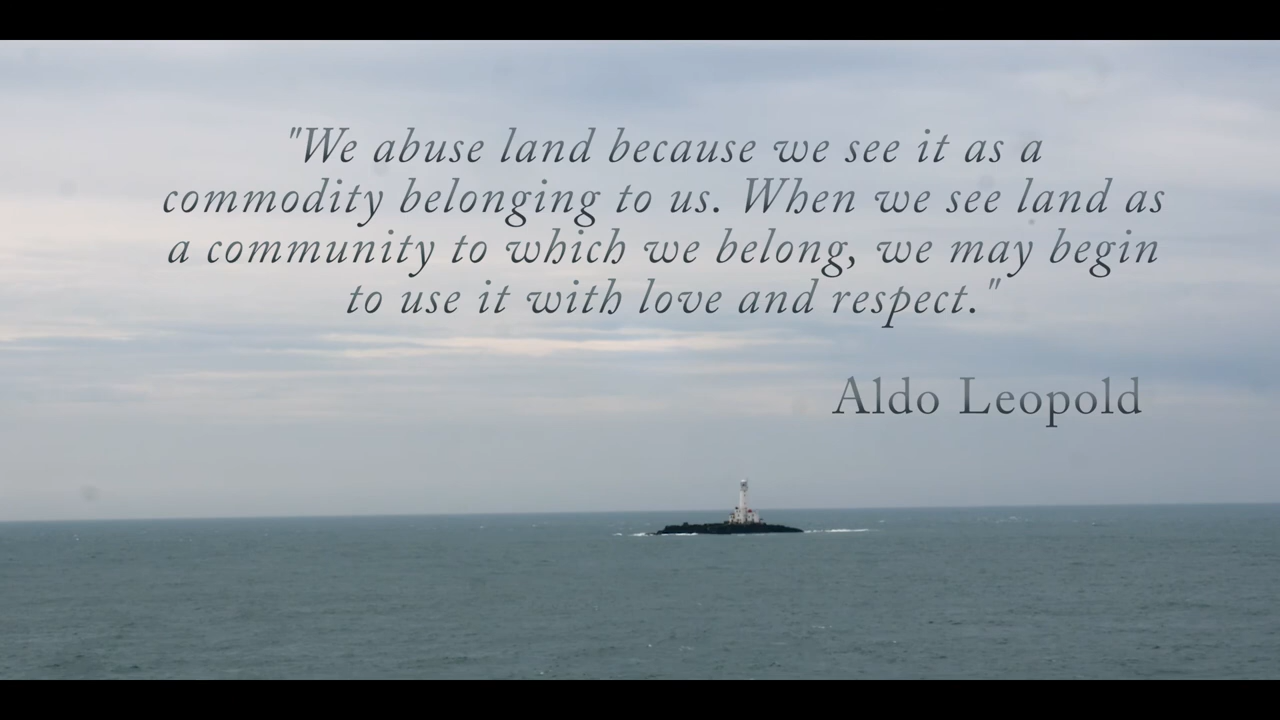 "We abuse land because we see it as a
commodity belonging to us. When we see land as
a community to which we belong, we may begin
to use it with love and respect."
Aldo Leopold